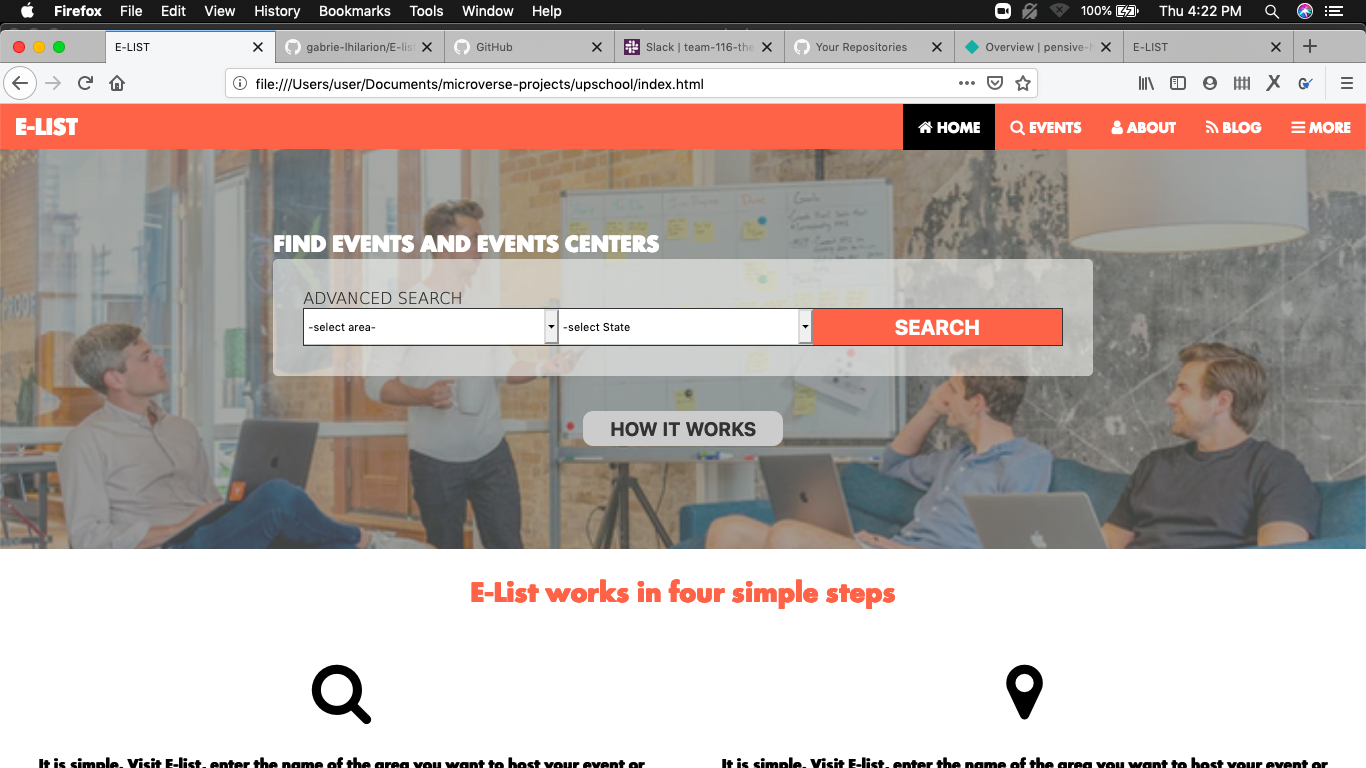 Firefox File Edit View History Bookmarks Tools Window Help 100% Thu 4:22 PM
E-LIST gabrie-lhilarion/E-lis GitHub Slack | team-116-the Your Repositories Overview | pensive-h E-LIST
file:///Users/user/Documents/microverse-projects/upschool/index.html
E-LIST HOME EVENTS ABOUT BLOG MORE
Done
Goals
FIND EVENTS AND EVENTS CENTERS
ADVANCED SEARCH
-select area- -select State SEARCH
HOW IT WORKS
E-List works in four simple steps
It is simple. Visit E-list, enter the name of the area you want to host your event or
It is simple. Visit E-list, enter the name of the area you want to host your event or